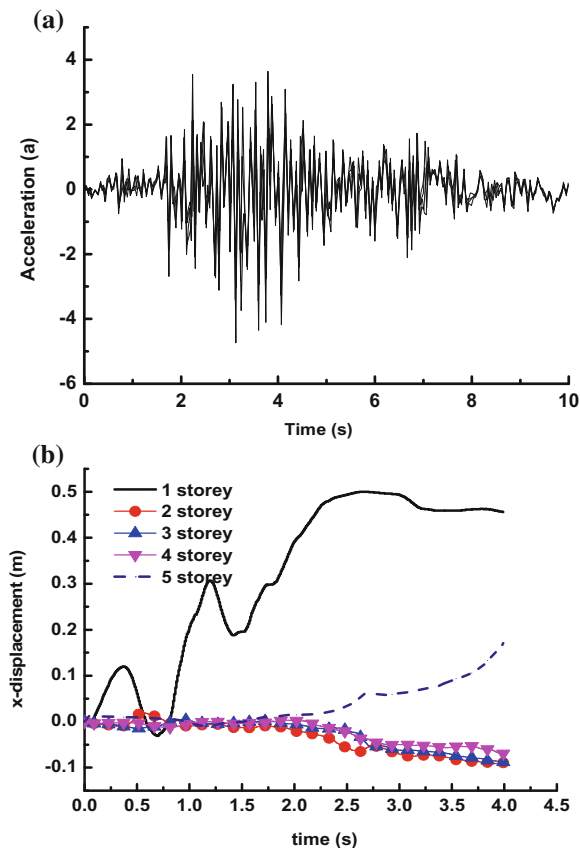 (a)
4
2
0
-2
-4
-6
Acceleration (a)
0 2 4 6 8 10
Time (s)
(b)
1 storey
2 storey
3 storey
4 storey
5 storey
0.5
0.4
0.3
0.2
0.1
0.0
-0.1
x-displacement (m)
0.0 0.5 1.0 1.5 2.0 2.5 3.0 3.5 4.0 4.5
time (s)